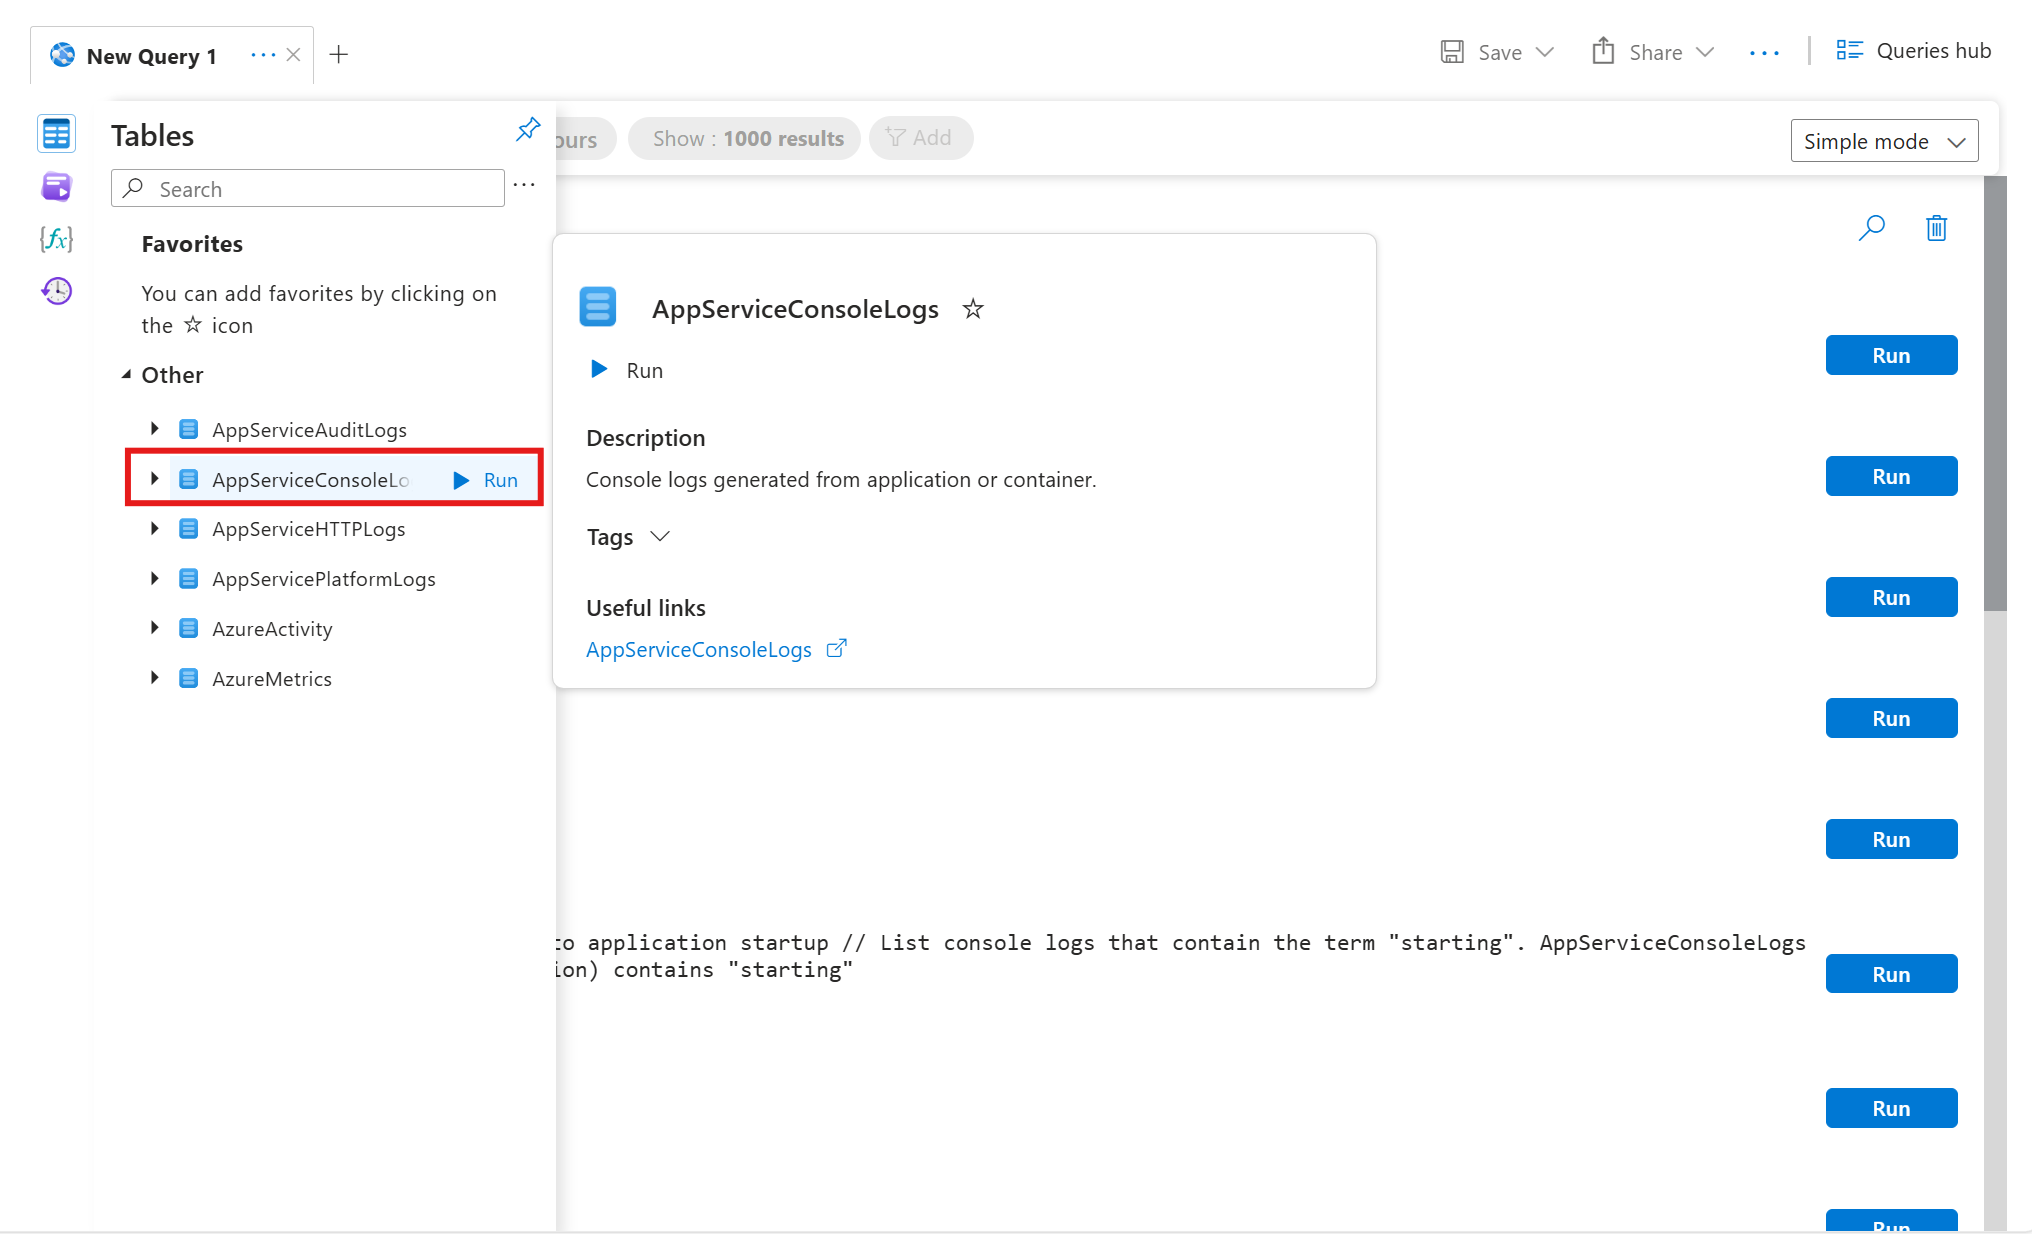 New Query 1
Save
Share
Queries hub
Tables
ours
Show : 1000 results
Add
Simple mode
Search
Favorites
You can add favorites by clicking on
the ☆ icon
Other
AppServiceAuditLogs
AppServiceConsoleLo
Run
AppServiceHTTPLogs
AppServicePlatformLogs
AzureActivity
AzureMetrics
AppServiceConsoleLogs ☆
Run
Description
Console logs generated from application or container.
Tags
Useful links
AppServiceConsoleLogs
Run
Run
Run
Run
Run
to application startup // List console logs that contain the term "starting". AppServiceConsoleLogs
ion) contains "starting"
Run
Run
Run